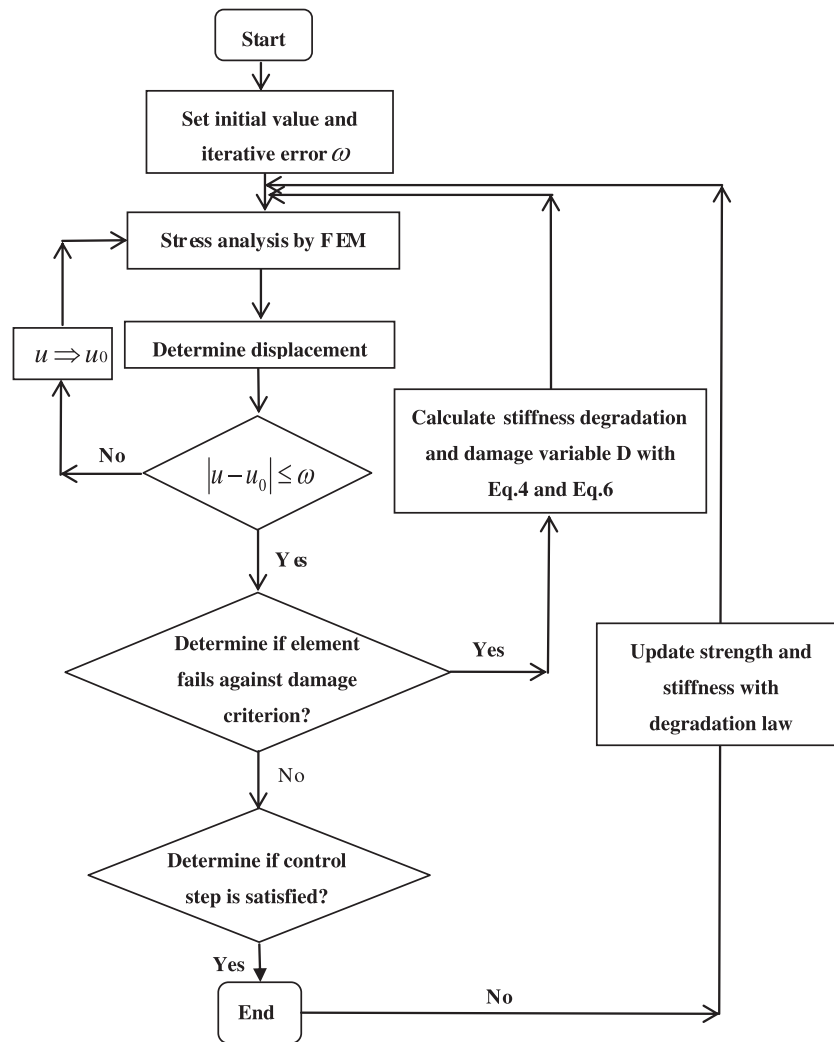 Start
Set initial value and
iterative error ω
Stress analysis by FEM
u ⇒ u₀
Determine displacement
Calculate stiffness degradation
and damage variable D with
Eq.4 and Eq.6
No
|u − u₀| ≤ ω
Yes
Determine if element
fails against damage
criterion?
Yes
Update strength and
stiffness with
degradation law
No
Determine if control
step is satisfied?
Yes
End
No